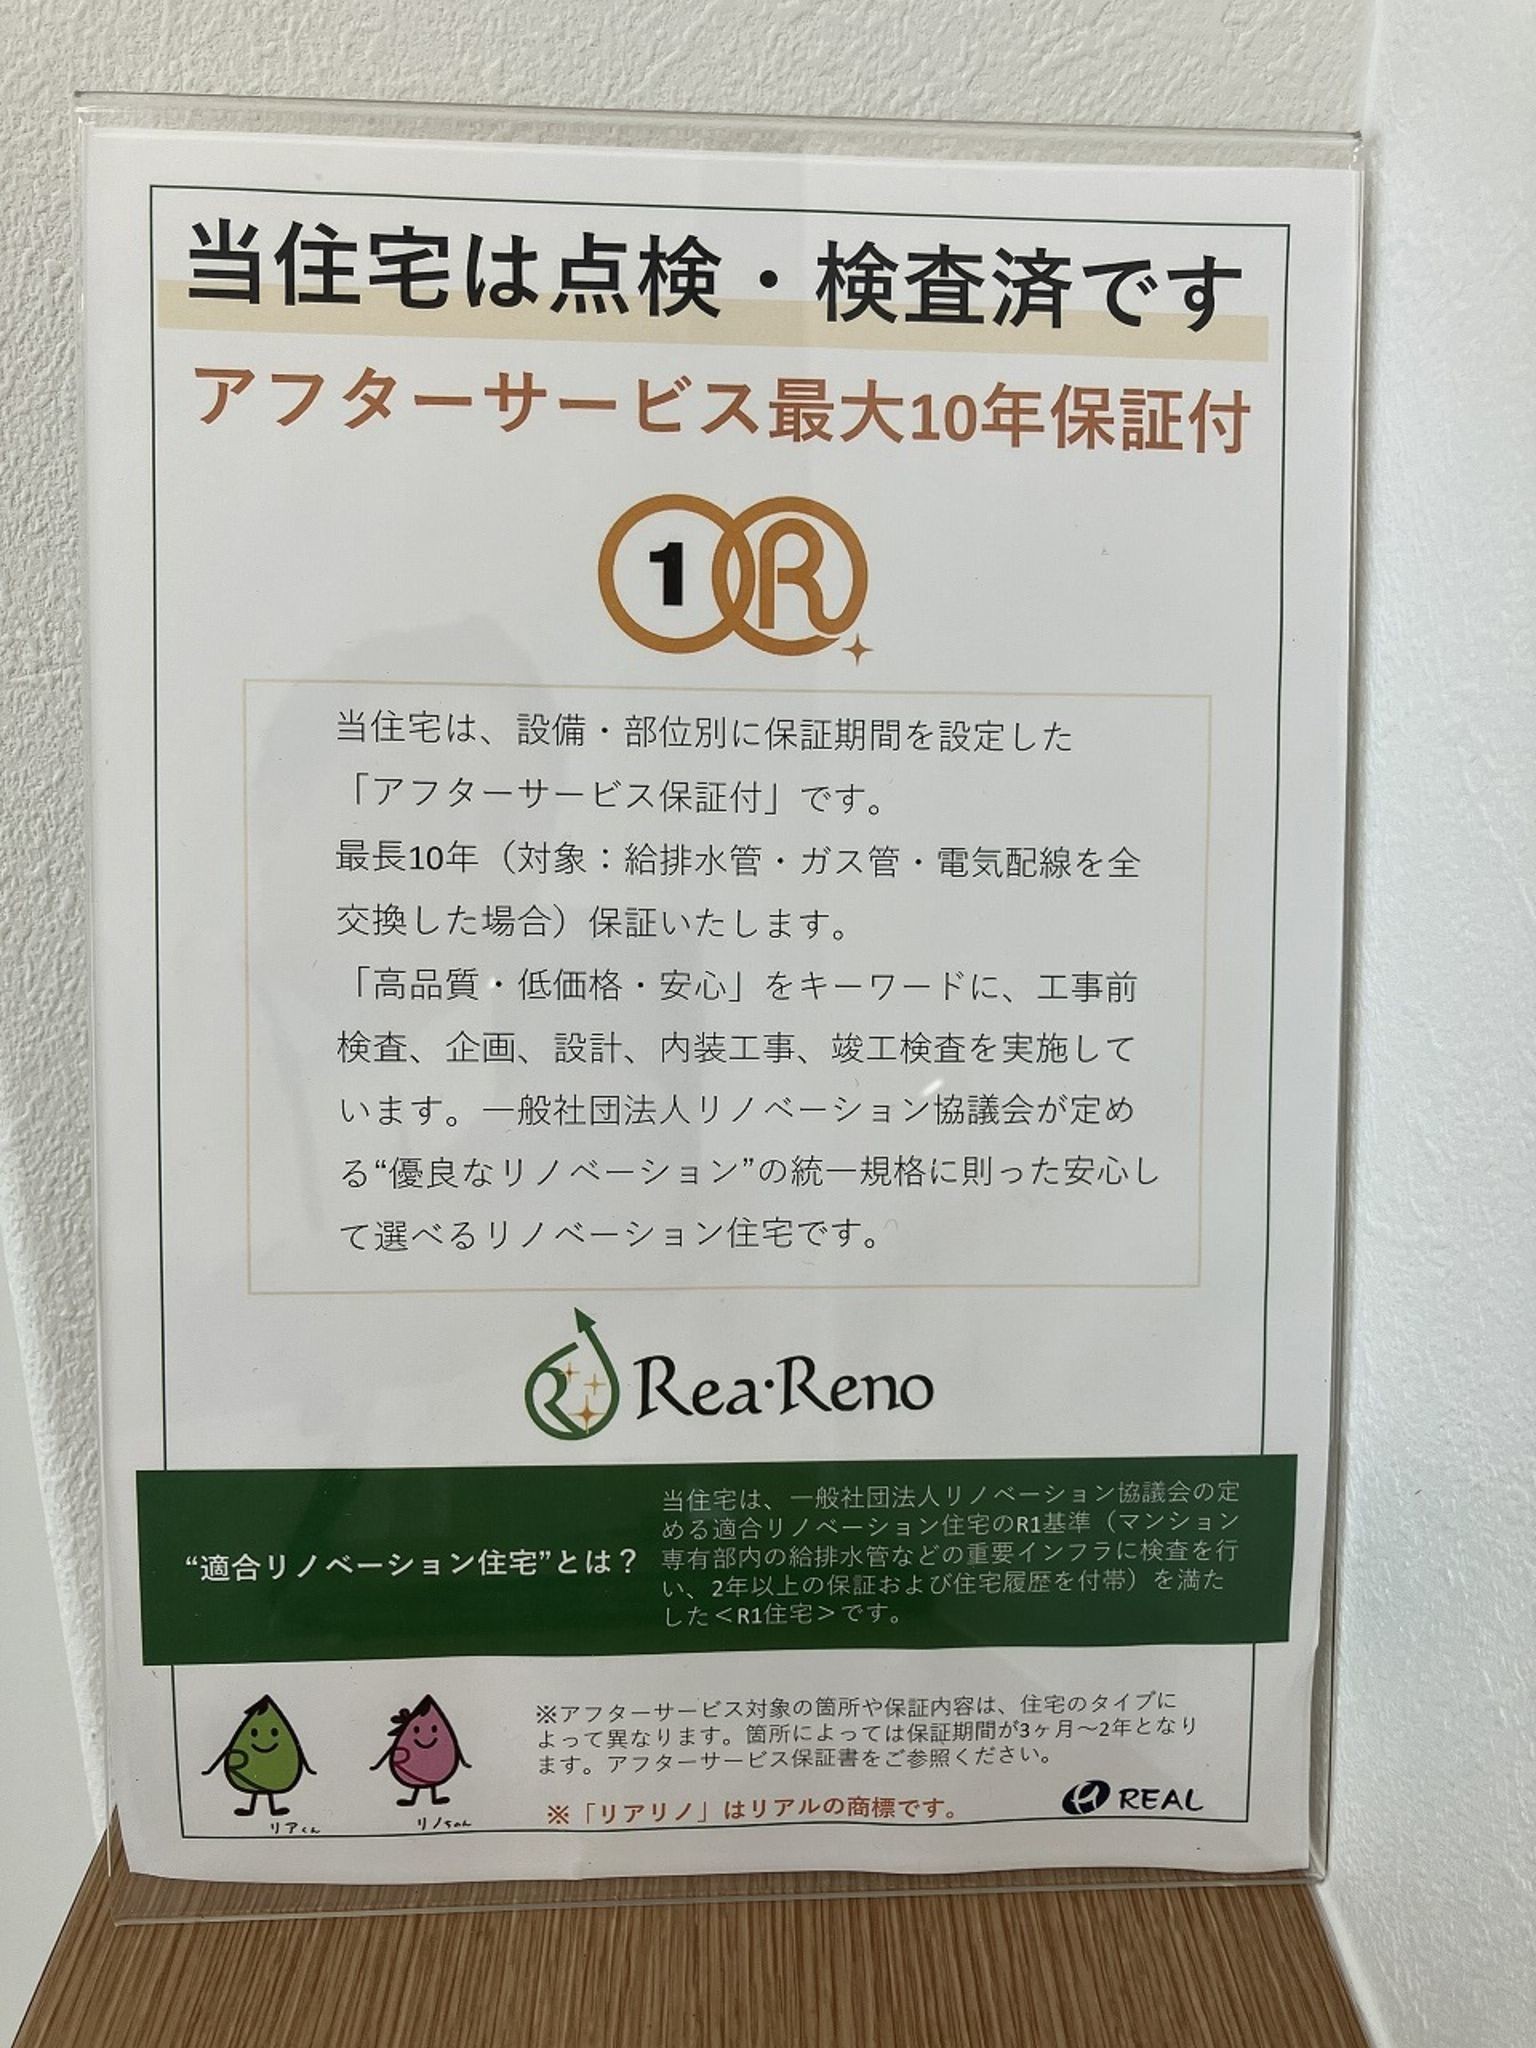 当住宅は点検・検査済です
アフターサービス最大10年保証付
1R
当住宅は、設備・部位別に保証期間を設定した
「アフターサービス保証付」です。
最長10年（対象：給排水管・ガス管・電気配線を全
交換した場合）保証いたします。
「高品質・低価格・安心」をキーワードに、工事前
検査、企画、設計、内装工事、竣工検査を実施して
います。一般社団法人リノベーション協議会が定め
る“優良なリノベーション”の統一規格に則った安心し
て選べるリノベーション住宅です。
R Rea・Reno
“適合リノベーション住宅”とは？
当住宅は、一般社団法人リノベーション協議会の定
める適合リノベーション住宅のR1基準（マンション
専有部内の給排水管などの重要インフラに検査を行
い、2年以上の保証および住宅履歴を付帯）を満た
した＜R1住宅＞です。
※アフターサービス対象の箇所や保証内容は、住宅のタイプに
よって異なります。箇所によっては保証期間が3ヶ月～2年となり
ます。アフターサービス保証書をご参照ください。
リアくん
リノちゃん
※「リアリノ」はリアルの商標です。
REAL